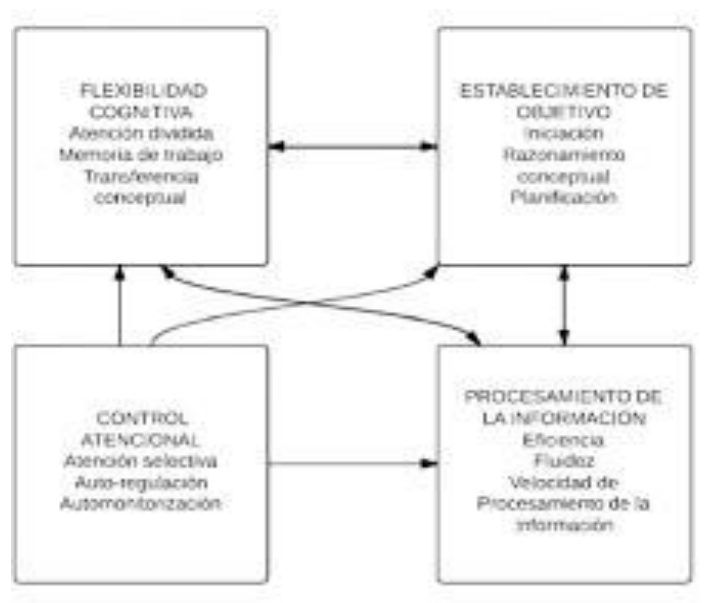 FLEXIBILIDAD
COGNITIVA
Atención dividida
Memoria de trabajo
Transferencia
conceptual
ESTABLECIMIENTO DE
OBJETIVO
Iniciación
Razonamiento
conceptual
Planificación
CONTROL
ATENCIONAL
Atención selectiva
Auto-regulación
Automonitorización
PROCESAMIENTO DE
LA INFORMACION
Eficiencia
Fluidez
Velocidad de
Procesamiento de la
información